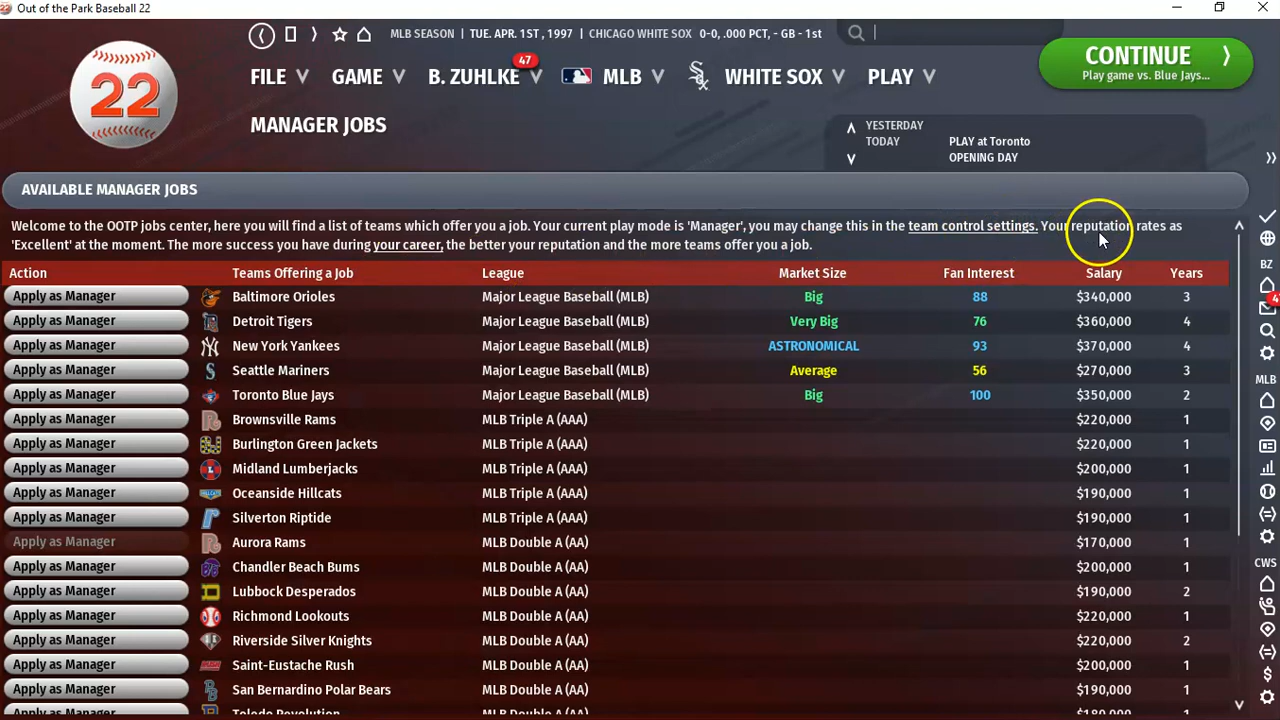 Out of the Park Baseball 22
MLB SEASON | TUE. APR. 1ST , 1997 | CHICAGO WHITE SOX 0-0, .000 PCT, - GB - 1st
22
FILE GAME B. ZUHLKE 47 MLB WHITE SOX PLAY
CONTINUE
Play game vs. Blue Jays...
MANAGER JOBS
YESTERDAY
TODAY PLAY at Toronto
OPENING DAY
AVAILABLE MANAGER JOBS
Welcome to the OOTP jobs center, here you will find a list of teams which offer you a job. Your current play mode is 'Manager', you may change this in the team control settings. Your reputation rates as
'Excellent' at the moment. The more success you have during your career, the better your reputation and the more teams offer you a job.
Action Teams Offering a Job League Market Size Fan Interest Salary Years
Apply as Manager Baltimore Orioles Major League Baseball (MLB) Big 88 $340,000 3
Apply as Manager Detroit Tigers Major League Baseball (MLB) Very Big 76 $360,000 4
Apply as Manager New York Yankees Major League Baseball (MLB) ASTRONOMICAL 93 $370,000 4
Apply as Manager Seattle Mariners Major League Baseball (MLB) Average 56 $270,000 3
Apply as Manager Toronto Blue Jays Major League Baseball (MLB) Big 100 $350,000 2
Apply as Manager Brownsville Rams MLB Triple A (AAA) $220,000 1
Apply as Manager Burlington Green Jackets MLB Triple A (AAA) $220,000 1
Apply as Manager Midland Lumberjacks MLB Triple A (AAA) $200,000 1
Apply as Manager Oceanside Hillcats MLB Triple A (AAA) $190,000 1
Apply as Manager Silverton Riptide MLB Triple A (AAA) $190,000 1
Apply as Manager Aurora Rams MLB Double A (AA) $170,000 1
Apply as Manager Chandler Beach Bums MLB Double A (AA) $200,000 1
Apply as Manager Lubbock Desperados MLB Double A (AA) $190,000 2
Apply as Manager Richmond Lookouts MLB Double A (AA) $220,000 1
Apply as Manager Riverside Silver Knights MLB Double A (AA) $220,000 2
Apply as Manager Saint-Eustache Rush MLB Double A (AA) $200,000 1
Apply as Manager San Bernardino Polar Bears MLB Double A (AA) $190,000 1
Apply as Manager Toledo Revolution MLB Double A (AA) $180,000 1
BZ
4
MLB
CWS